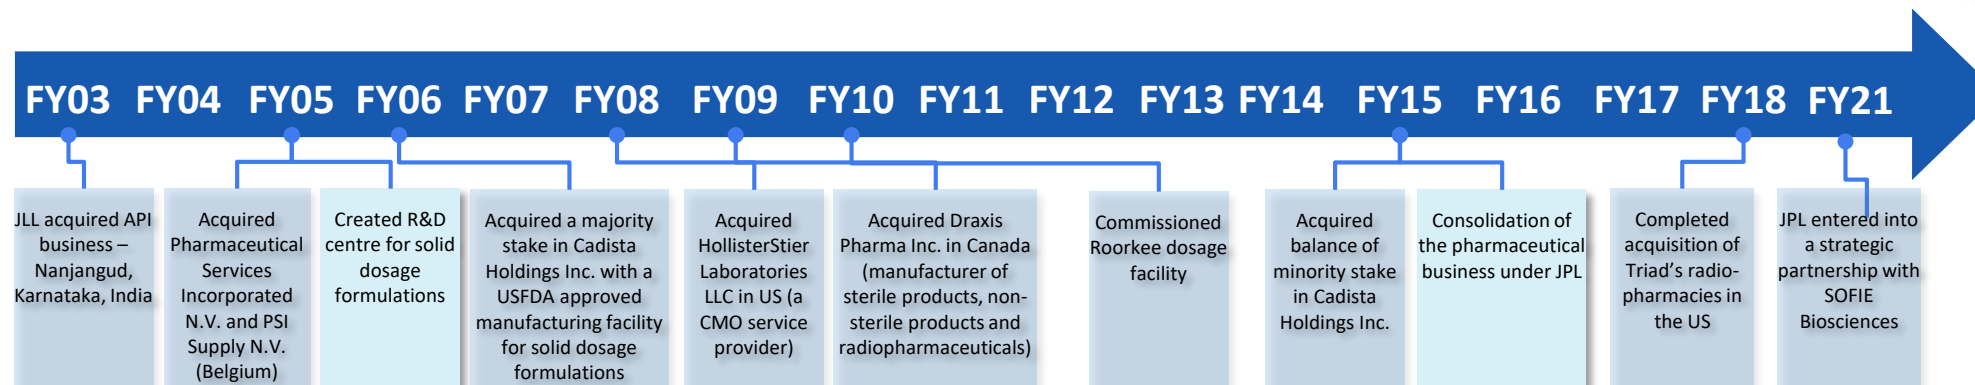 FY03 FY04 FY05 FY06 FY07 FY08 FY09 FY10 FY11 FY12 FY13 FY14 FY15 FY16 FY17 FY18 FY21
JLL acquired API
business –
Nanjangud,
Karnataka, India
Acquired
Pharmaceutical
Services
Incorporated
N.V. and PSI
Supply N.V.
(Belgium)
Created R&D
centre for solid
dosage
formulations
Acquired a majority
stake in Cadista
Holdings Inc. with a
USFDA approved
manufacturing facility
for solid dosage
formulations
Acquired
HollisterStier
Laboratories
LLC in US (a
CMO service
provider)
Acquired Draxis
Pharma Inc. in Canada
(manufacturer of
sterile products, non-
sterile products and
radiopharmaceuticals)
Commissioned
Roorkee dosage
facility
Acquired
balance of
minority stake
in Cadista
Holdings Inc.
Consolidation of
the pharmaceutical
business under JPL
Completed
acquisition of
Triad's radio-
pharmacies in
the US
JPL entered into
a strategic
partnership with
SOFIE
Biosciences